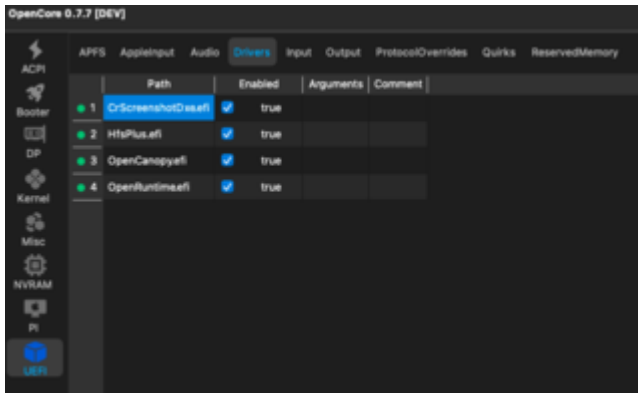 OpenCore 0.7.7 [DEV]
ACPI
Booter
DP
Kernel
Misc
NVRAM
PI
UEFI
APFS AppleInput Audio Drivers Input Output ProtocolOverrides Quirks ReservedMemory
Path Enabled Arguments Comment
1 CrScreenshotDxe.efi true
2 HfsPlus.efi true
3 OpenCanopy.efi true
4 OpenRuntime.efi true